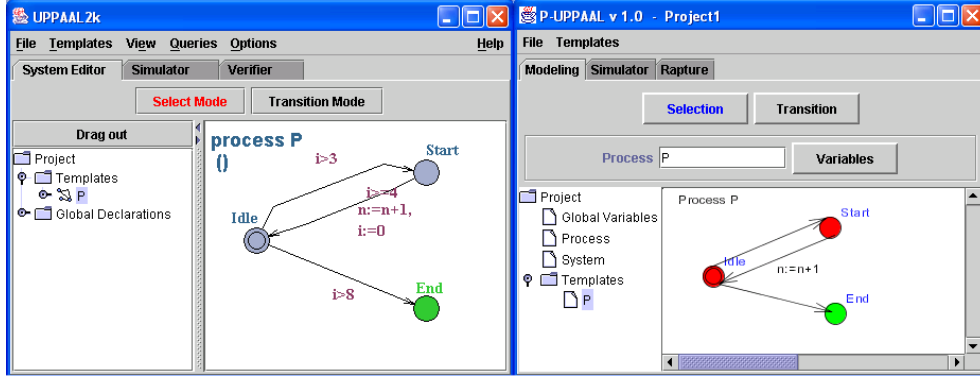 UPPAAL2k
File Templates View Queries Options Help
System Editor Simulator Verifier
Select Mode Transition Mode
Drag out
Project
Templates
P
Global Declarations
process P
()
i>3
Start
i>=4
n:=n+1,
i:=0
Idle
i>8
End
P-UPPAAL v 1.0 - Project1
File Templates
Modeling Simulator Rapture
Selection Transition
Process P Variables
Project
Global Variables
Process
System
Templates
P
Process P
Start
Idle
n:=n+1
End